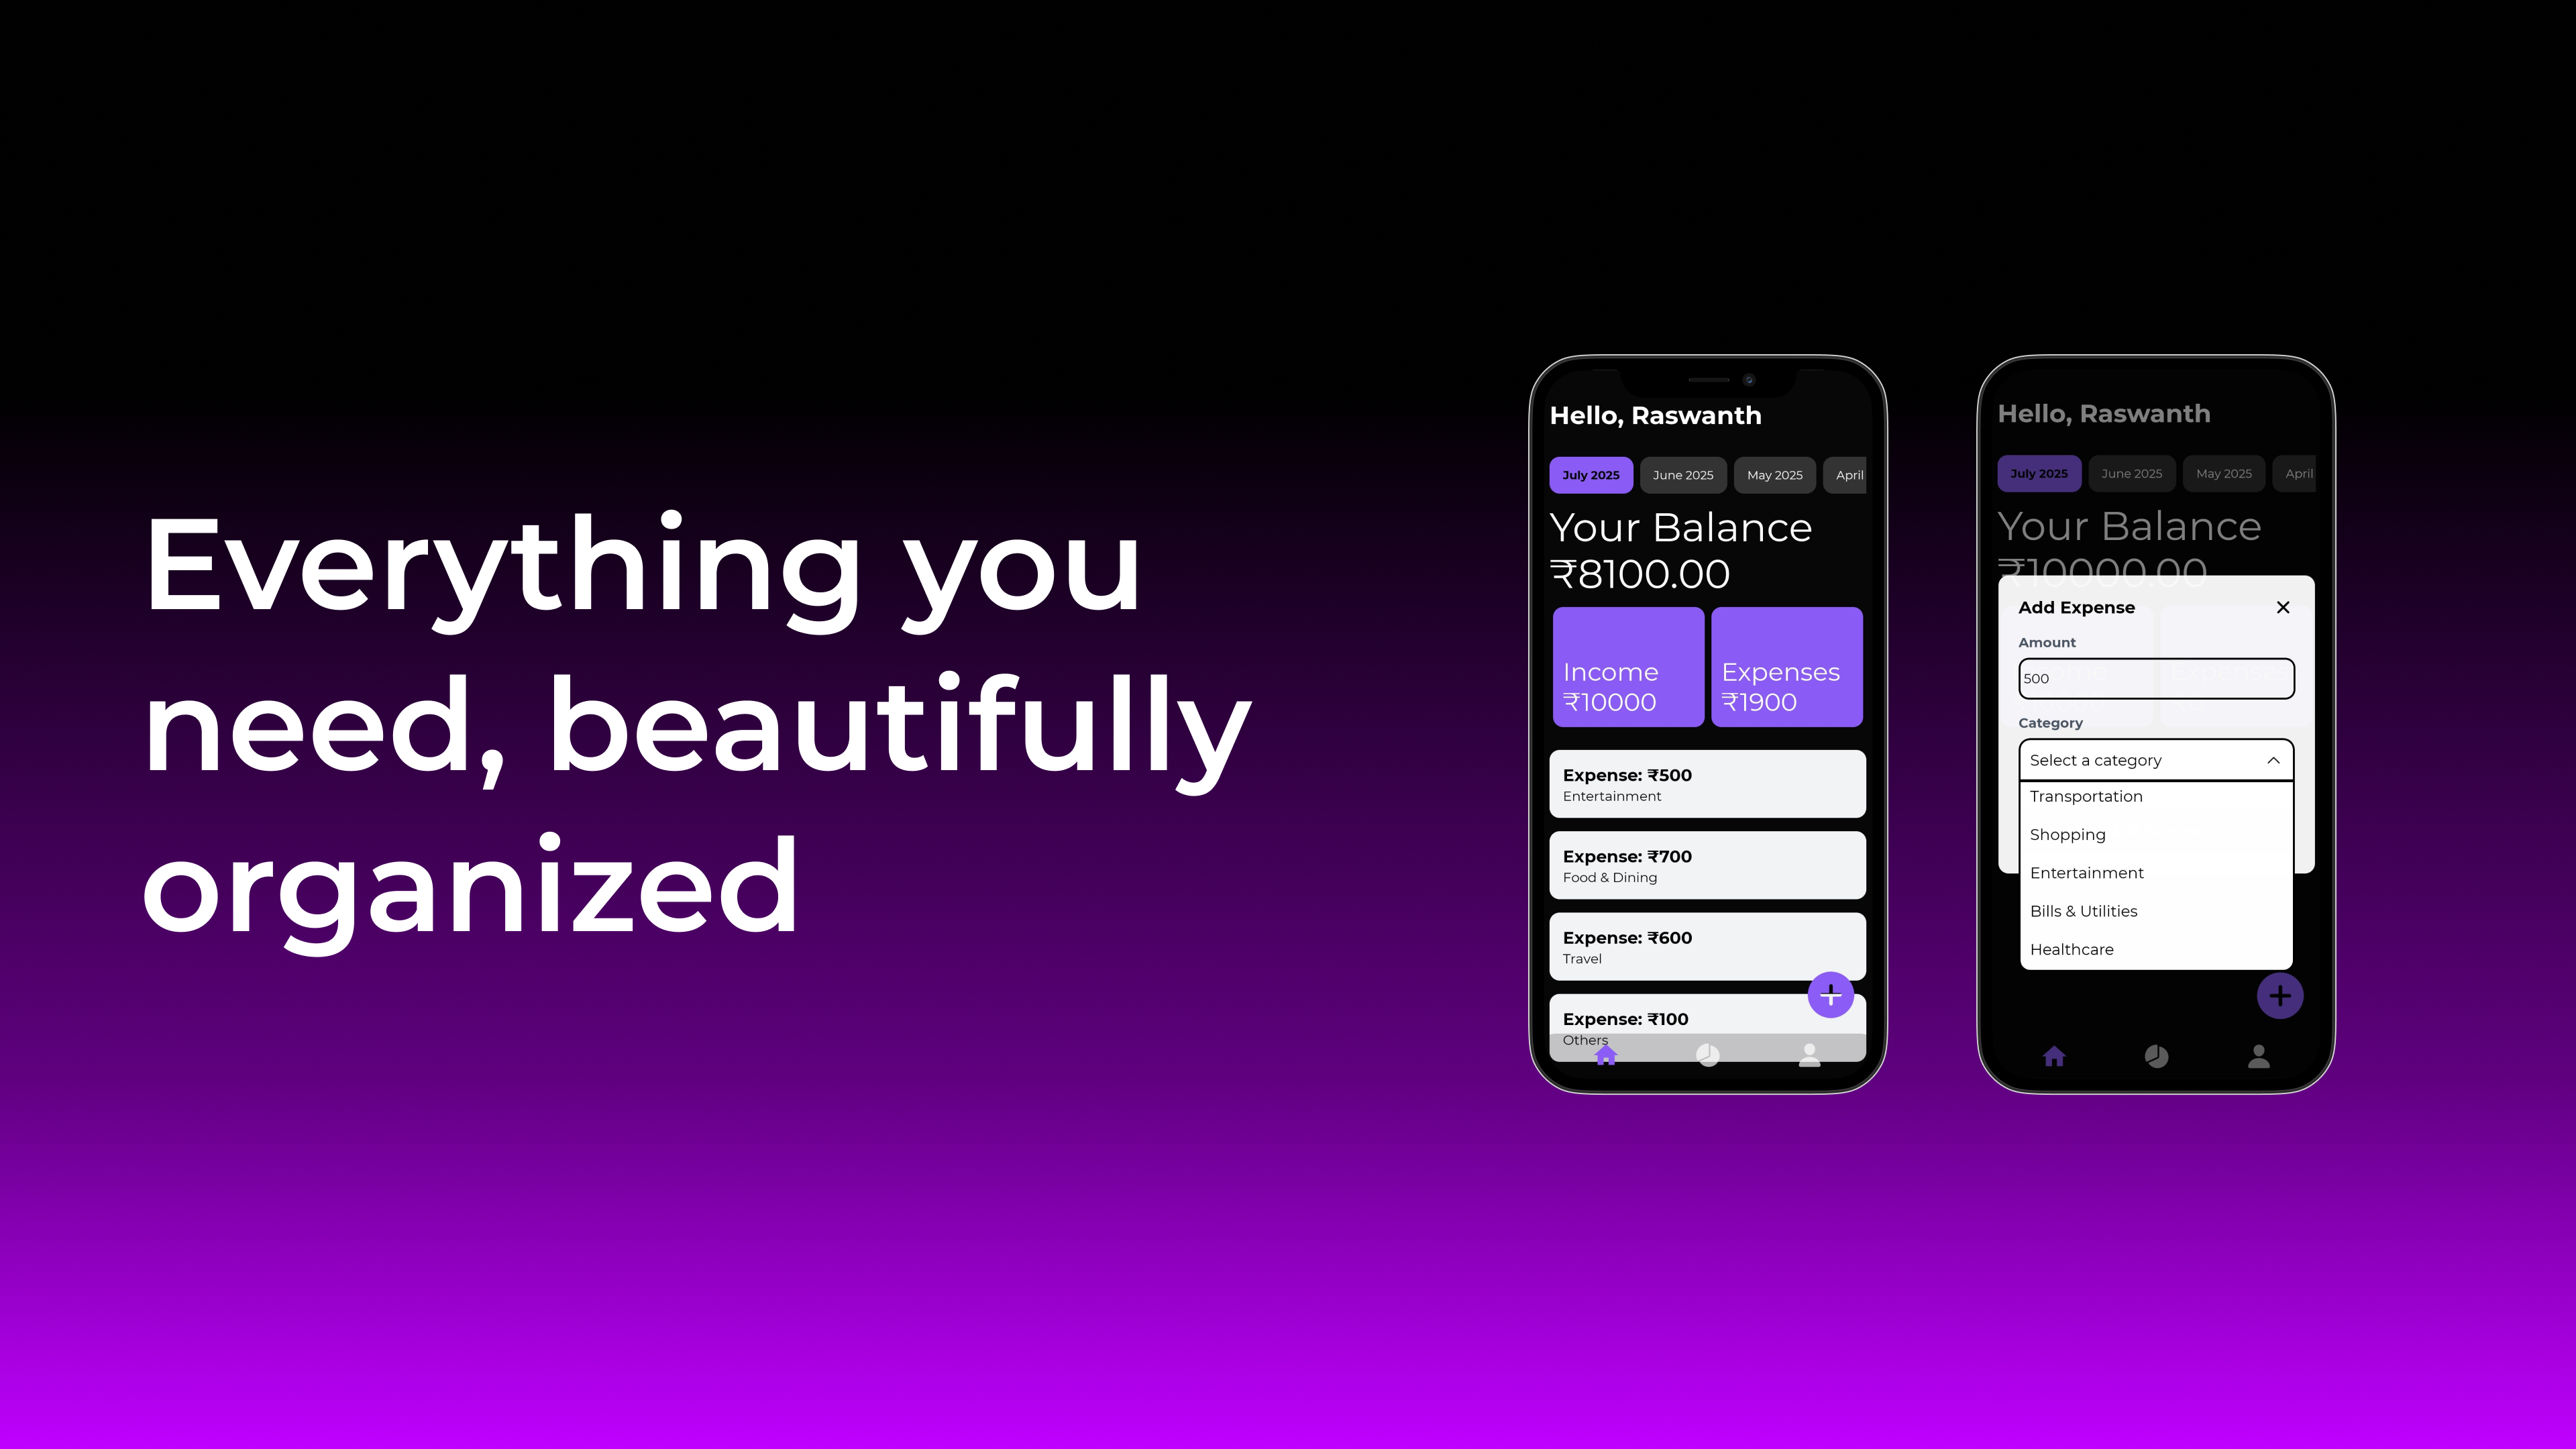 Everything you
need, beautifully
organized
Hello, Raswanth
July 2025 June 2025 May 2025 April
Your Balance
₹8100.00
Income Expenses
₹10000 ₹1900
Expense: ₹500
Entertainment
Expense: ₹700
Food & Dining
Expense: ₹600
Travel
Expense: ₹100
Others
Hello, Raswanth
July 2025 June 2025 May 2025 April
Your Balance
₹10000.00
Add Expense
Amount
500
Category
Select a category
Transportation
Shopping
Entertainment
Bills & Utilities
Healthcare